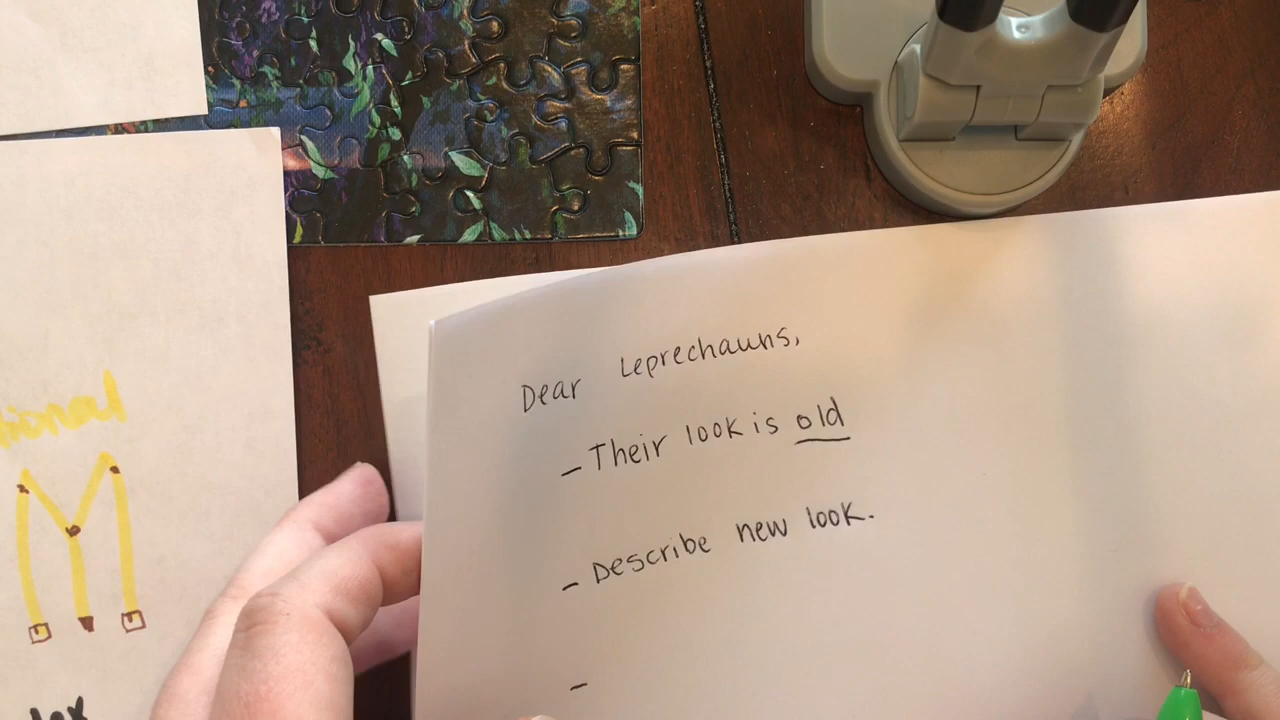 Dear Leprechauns,
- Their look is old
- Describe new look.
-